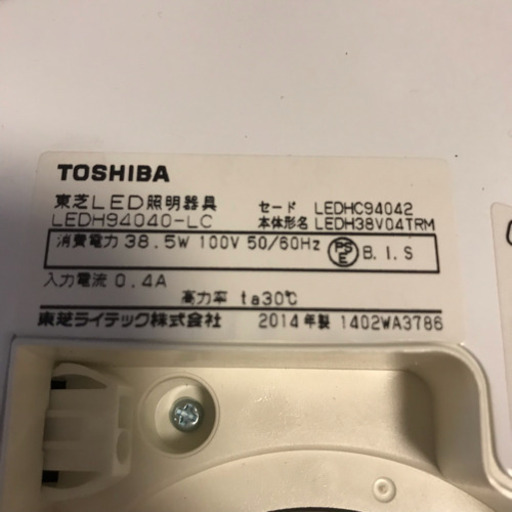 TOSHIBA
東芝LED照明器具 セード LEDHC94042
LEDH94040-LC 本体形名 LEDH38V04TRM
消費電力 38.5W 100V 50/60Hz PSE B.I.S
入力電流 0.4A
高力率 ta30℃
東芝ライテック株式会社 2014年製 1402WA3786